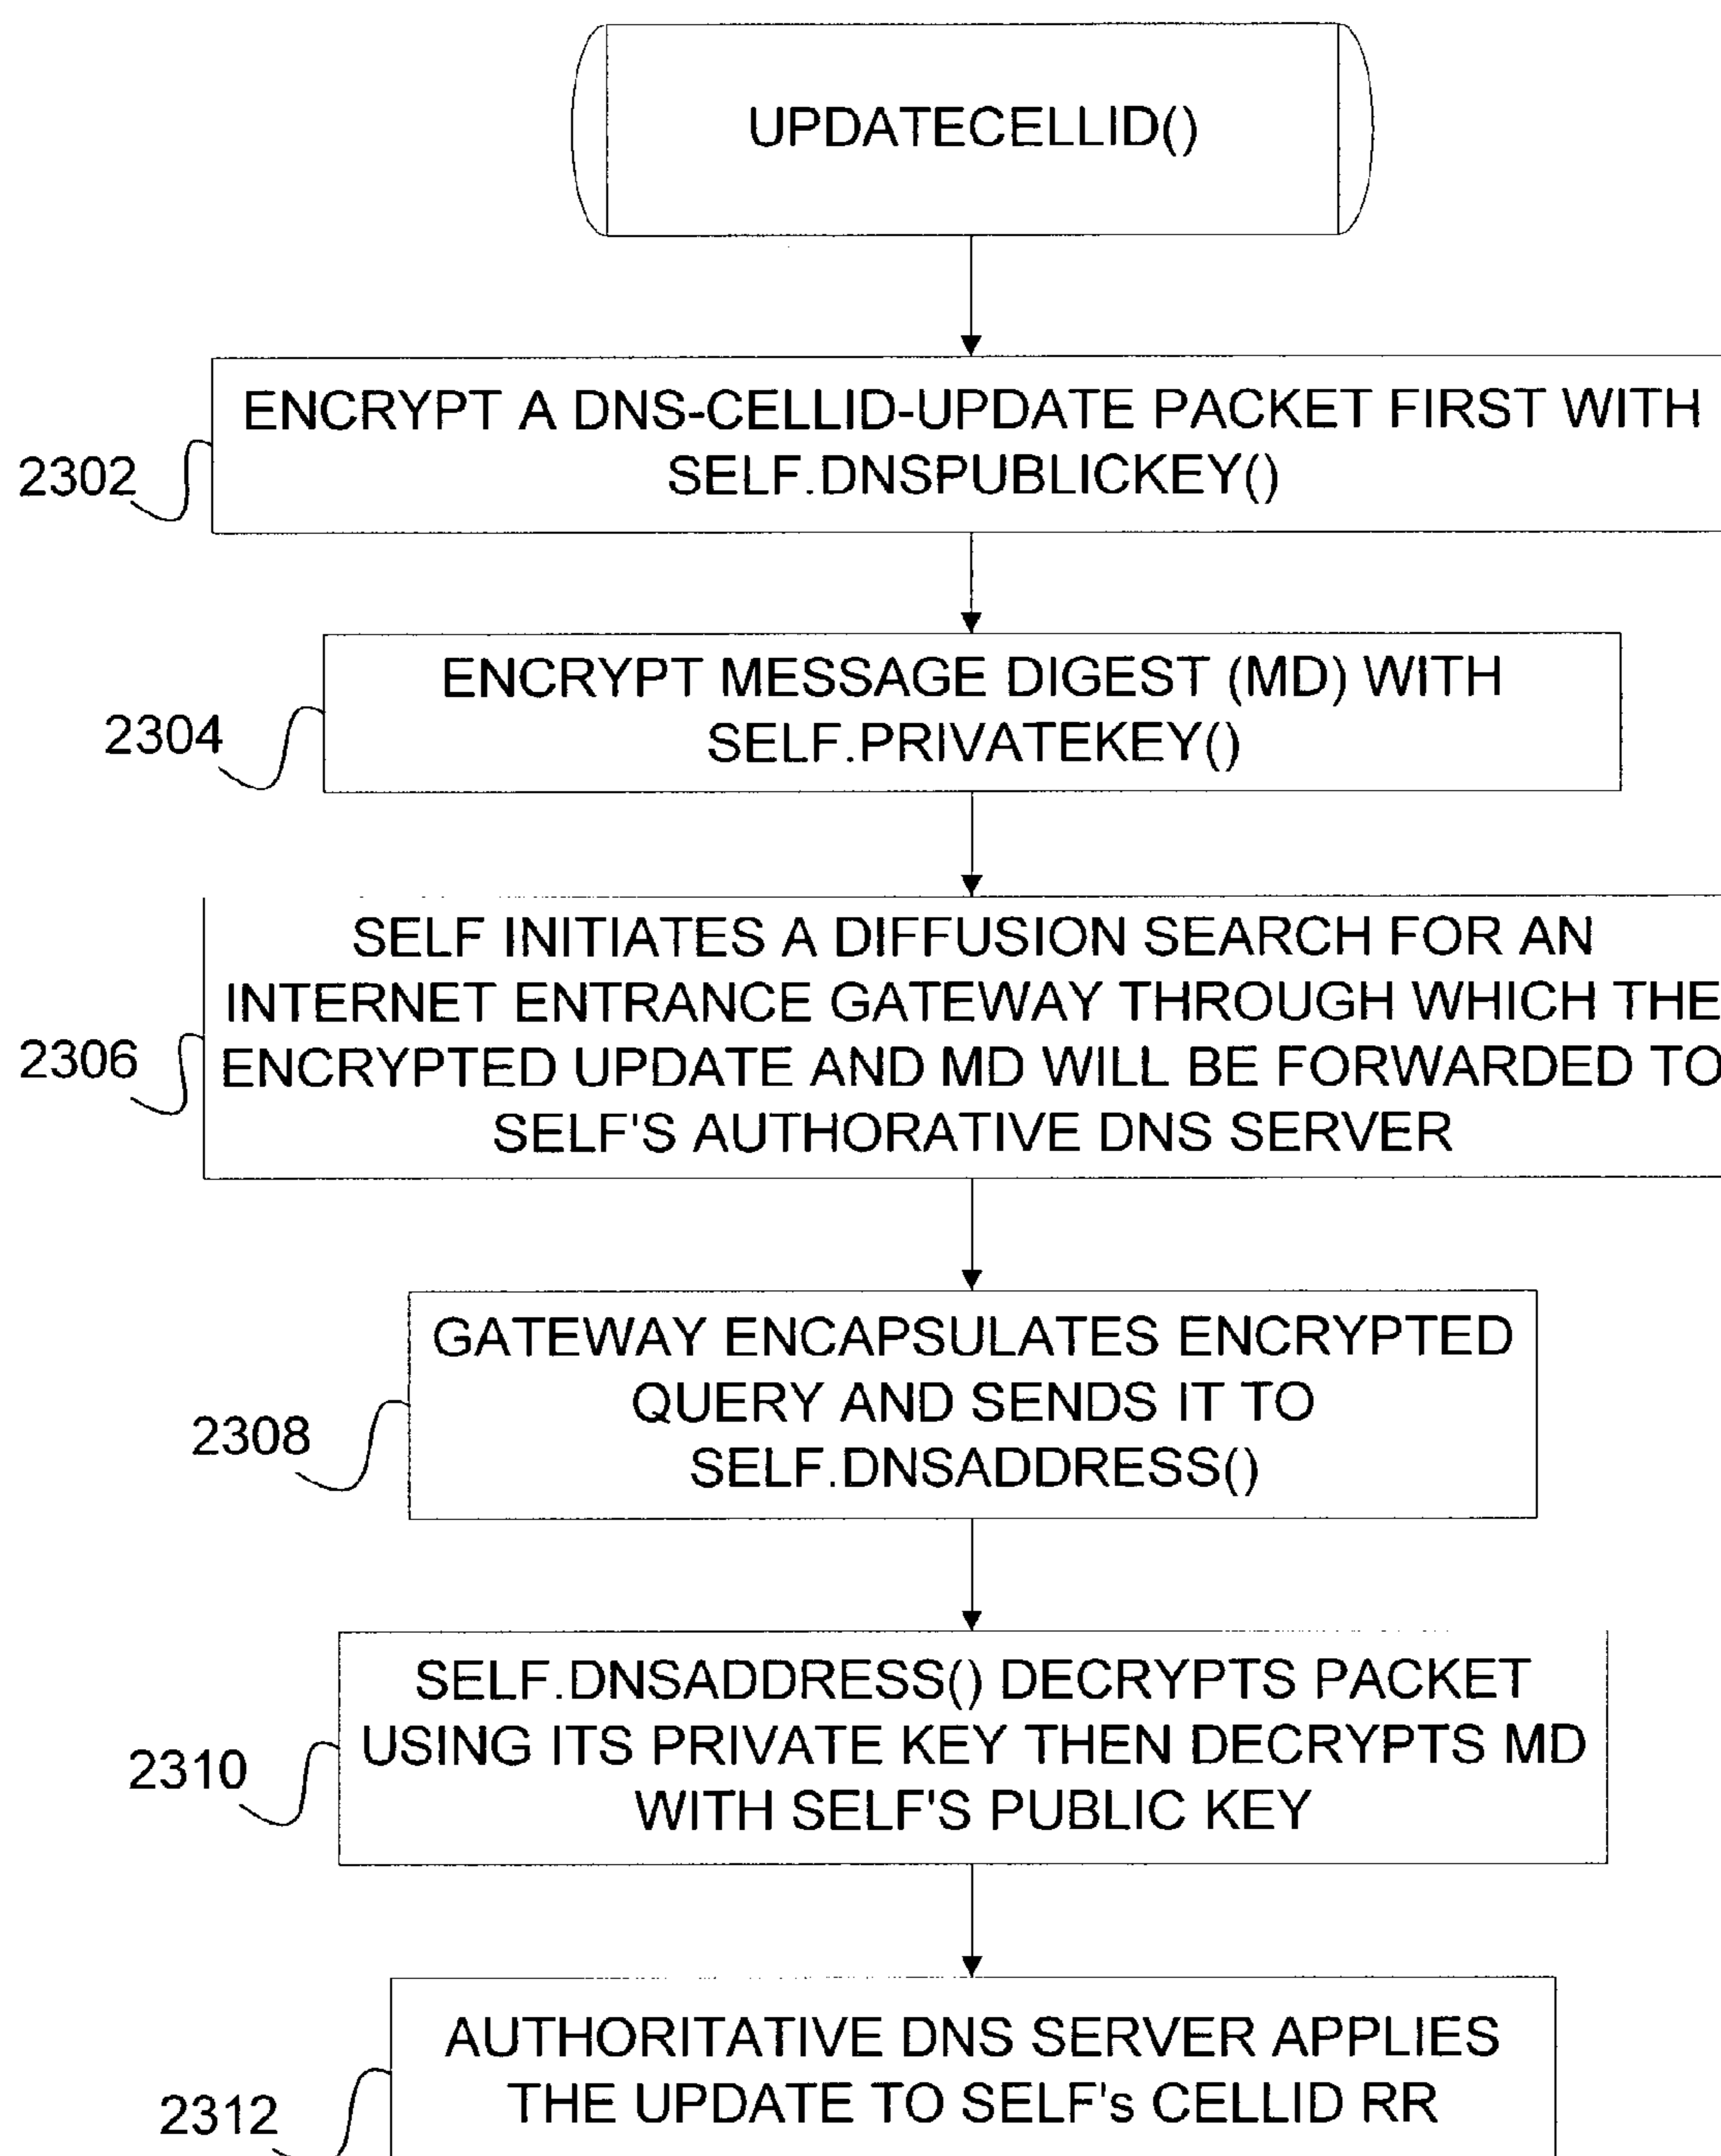 UPDATECELLID()
ENCRYPT A DNS-CELLID-UPDATE PACKET FIRST WITH
SELF.DNSPUBLICKEY()
2302
ENCRYPT MESSAGE DIGEST (MD) WITH
SELF.PRIVATEKEY()
2304
SELF INITIATES A DIFFUSION SEARCH FOR AN
INTERNET ENTRANCE GATEWAY THROUGH WHICH THE
ENCRYPTED UPDATE AND MD WILL BE FORWARDED TO
SELF'S AUTHORATIVE DNS SERVER
2306
GATEWAY ENCAPSULATES ENCRYPTED
QUERY AND SENDS IT TO
SELF.DNSADDRESS()
2308
SELF.DNSADDRESS() DECRYPTS PACKET
USING ITS PRIVATE KEY THEN DECRYPTS MD
WITH SELF'S PUBLIC KEY
2310
AUTHORITATIVE DNS SERVER APPLIES
THE UPDATE TO SELF's CELLID RR
2312